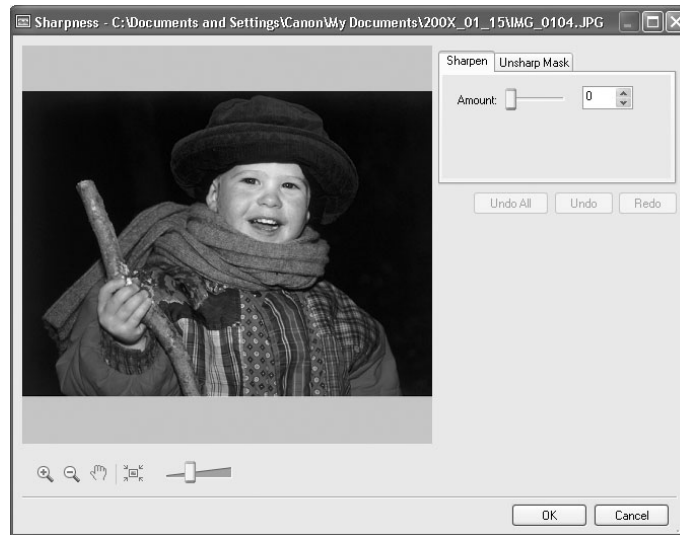 Sharpness - C:\Documents and Settings\Canon\My Documents\200X_01_15\IMG_0104.JPG
Sharpen Unsharp Mask
Amount: 0
Undo All Undo Redo
OK Cancel